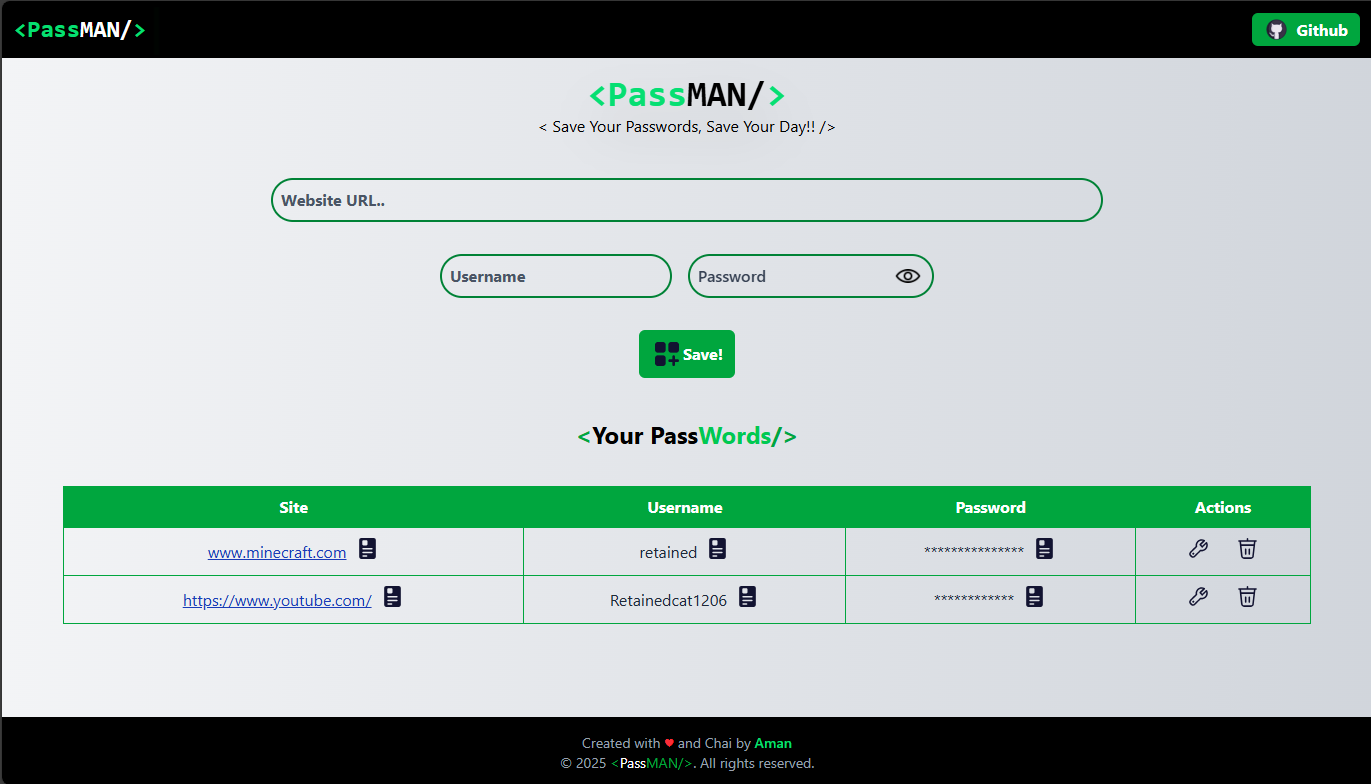 <PassMAN/>
Github
<PassMAN/>
< Save Your Passwords, Save Your Day!! />
Website URL..
Username Password
Save!
<Your PassWords/>
Site Username Password Actions
www.minecraft.com retained ***************
https://www.youtube.com/ Retainedcat1206 ************
Created with ❤ and Chai by Aman
© 2025 <PassMAN/>. All rights reserved.